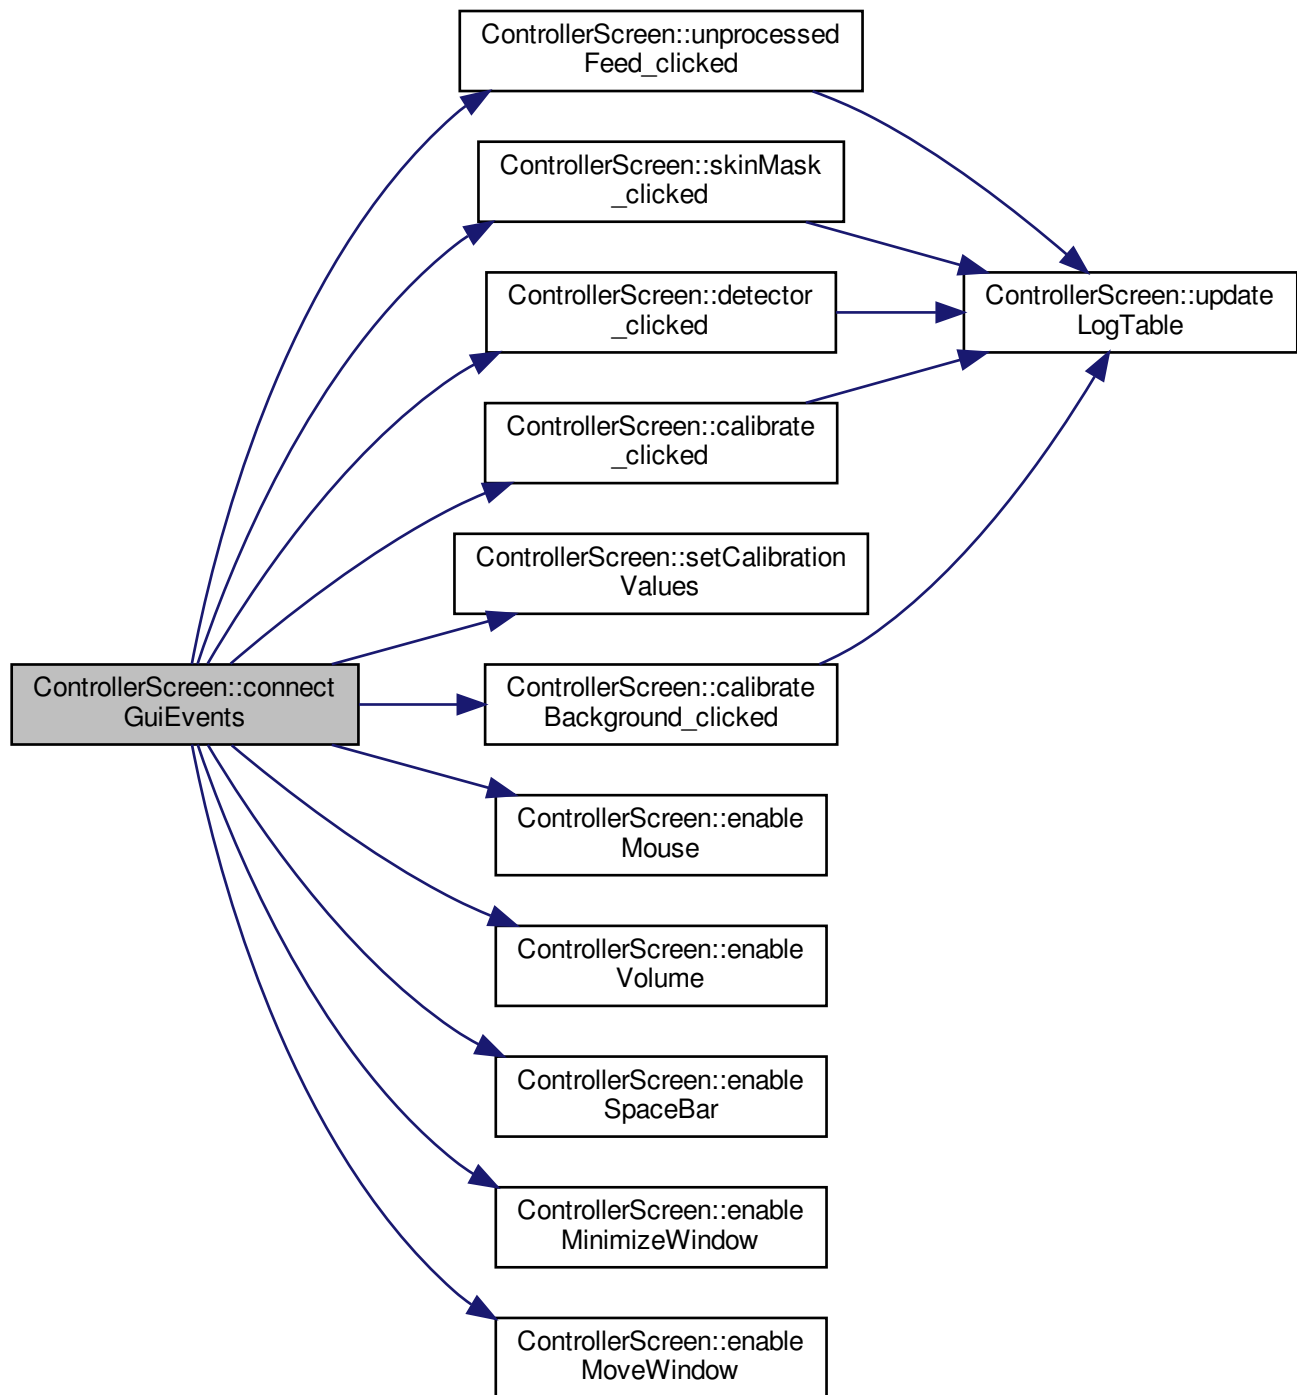 ControllerScreen::unprocessed
Feed_clicked
ControllerScreen::skinMask
_clicked
ControllerScreen::detector
_clicked
ControllerScreen::update
LogTable
ControllerScreen::calibrate
_clicked
ControllerScreen::setCalibration
Values
ControllerScreen::connect
GuiEvents
ControllerScreen::calibrate
Background_clicked
ControllerScreen::enable
Mouse
ControllerScreen::enable
Volume
ControllerScreen::enable
SpaceBar
ControllerScreen::enable
MinimizeWindow
ControllerScreen::enable
MoveWindow